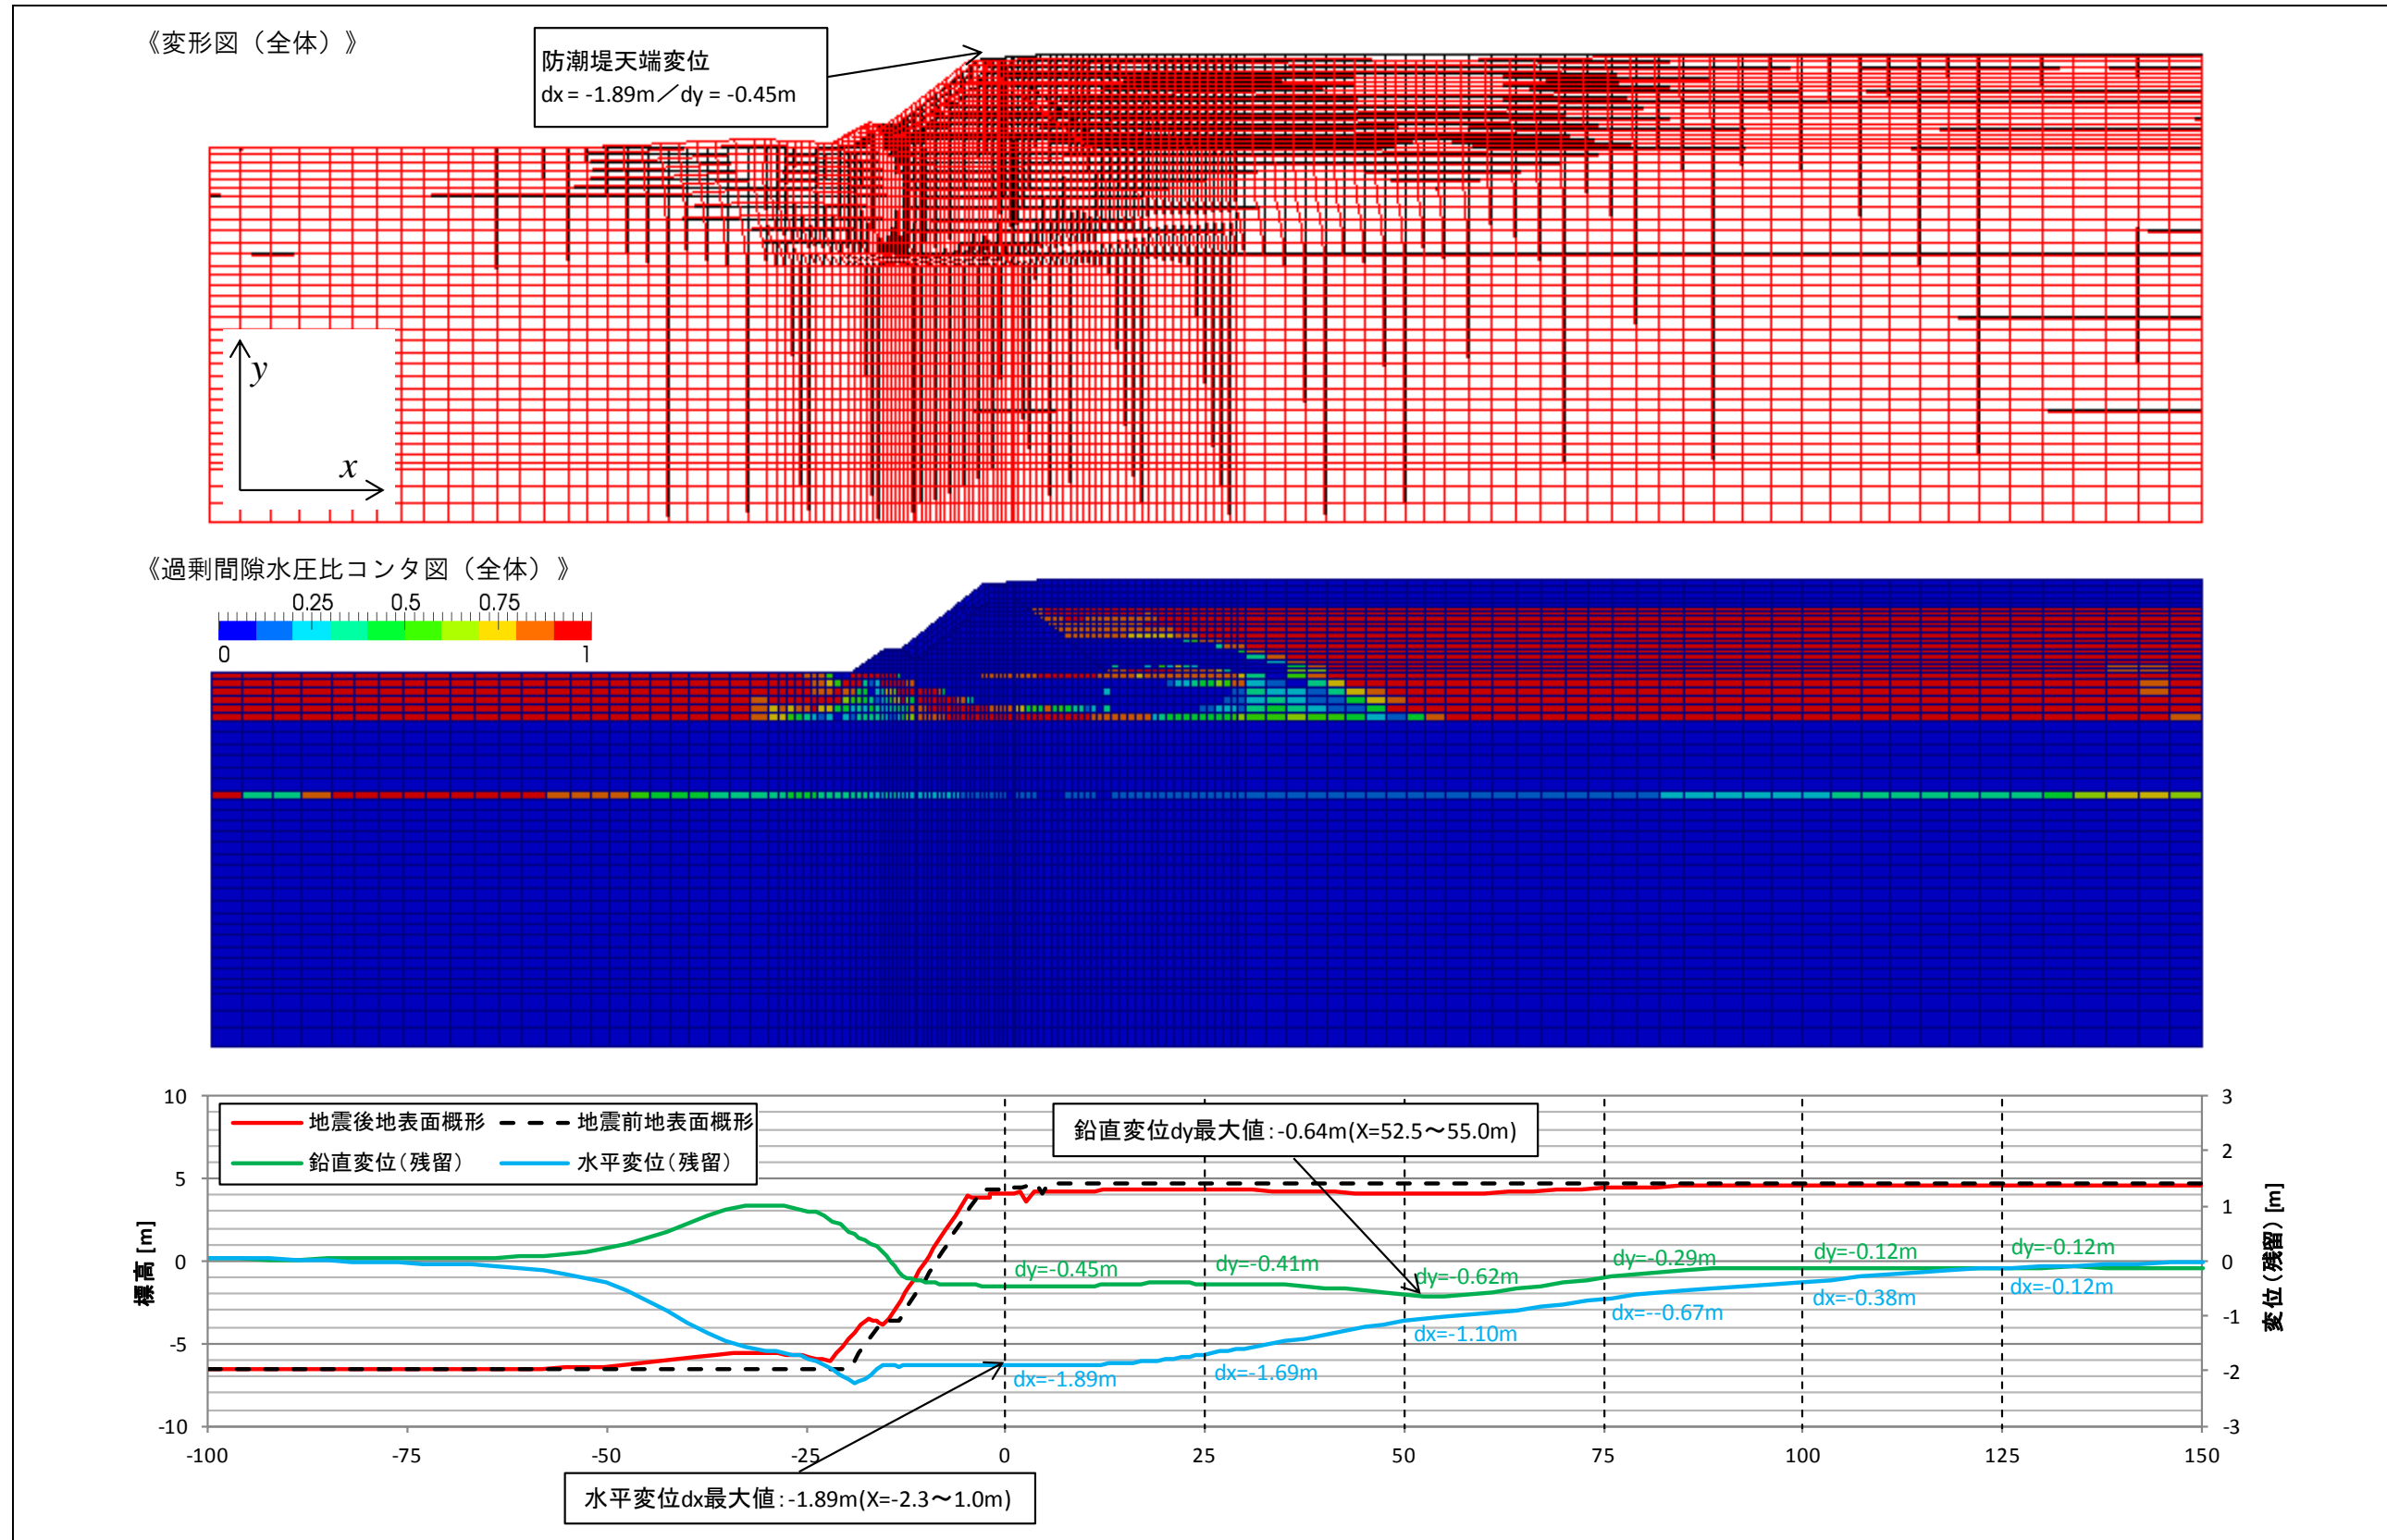 《変形図（全体）》
防潮堤天端変位
dx = -1.89m／dy = -0.45m
y
x
《過剰間隙水圧比コンタ図（全体）》
0.25 0.5 0.75
0 1
10 3
5 2
0 1
-5 0
-10 -1
-2
-3
標高 [m]
変位（残留） [m]
地震後地表面概形 地震前地表面概形
鉛直変位（残留） 水平変位（残留）
鉛直変位dy最大値：-0.64m(X=52.5～55.0m)
dy=-0.45m dy=-0.41m dy=-0.62m dy=-0.29m dy=-0.12m dy=-0.12m
dx=-1.89m dx=-1.69m dx=-1.10m dx=--0.67m dx=-0.38m dx=-0.12m
-100 -75 -50 -25 0 25 50 75 100 125 150
水平変位dx最大値：-1.89m(X=-2.3～1.0m)